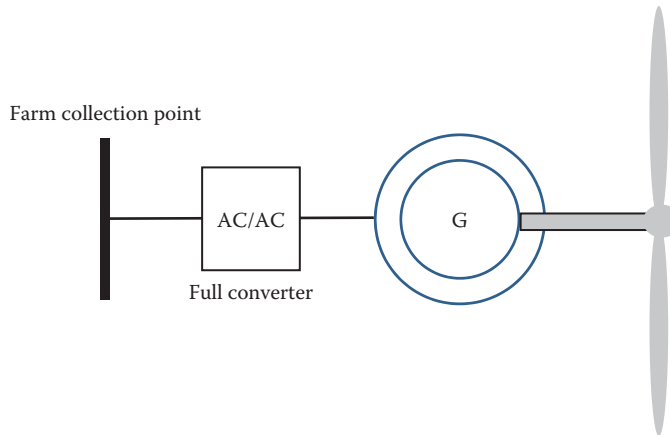 Farm collection point
AC/AC
G
Full converter